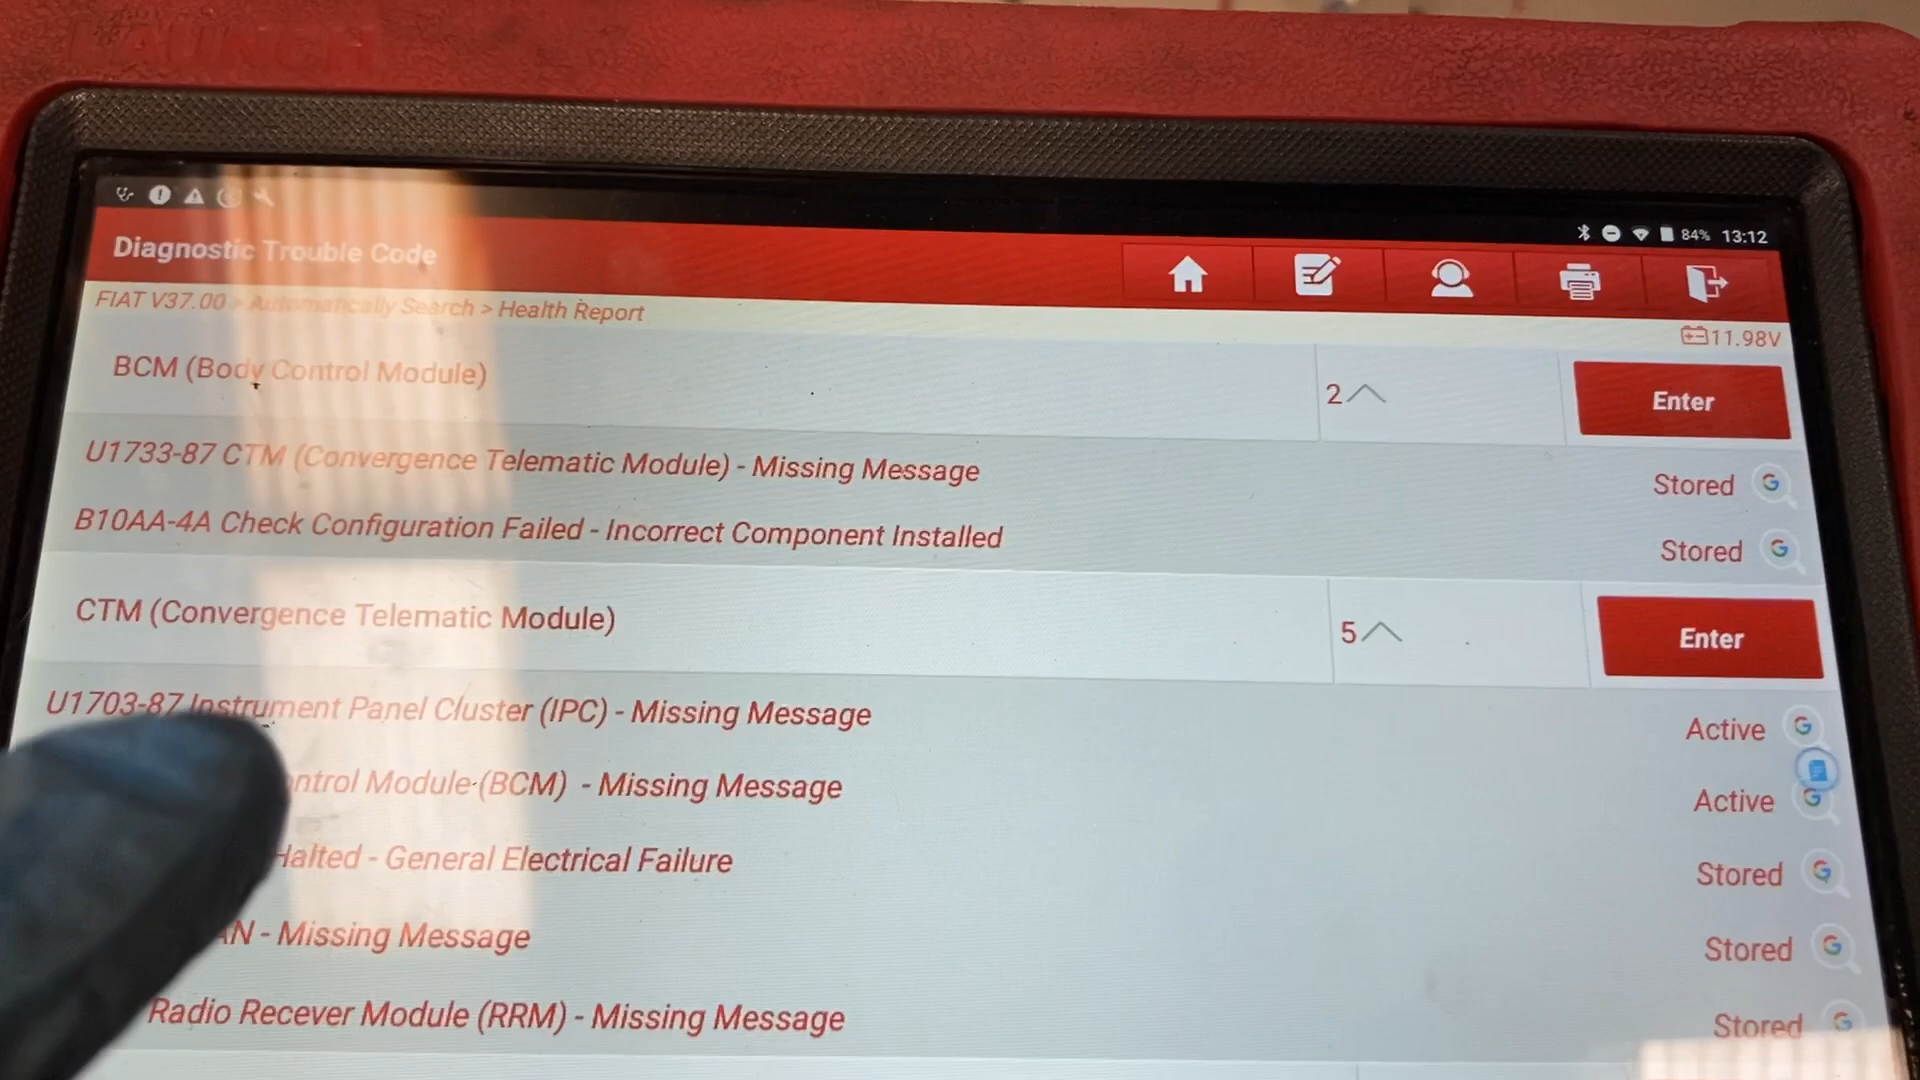 LAUNCH
84% 13:12
Diagnostic Trouble Code
FIAT V37.00 > Automatically Search > Health Report
11.98V
BCM (Body Control Module)
2
Enter
U1733-87 CTM (Convergence Telematic Module) - Missing Message
Stored
B10AA-4A Check Configuration Failed - Incorrect Component Installed
Stored
CTM (Convergence Telematic Module)
5
Enter
U1703-87 Instrument Panel Cluster (IPC) - Missing Message
Active
Module (BCM) - Missing Message
Active
Halted - General Electrical Failure
Stored
- Missing Message
Stored
Radio Recever Module (RRM) - Missing Message
Stored